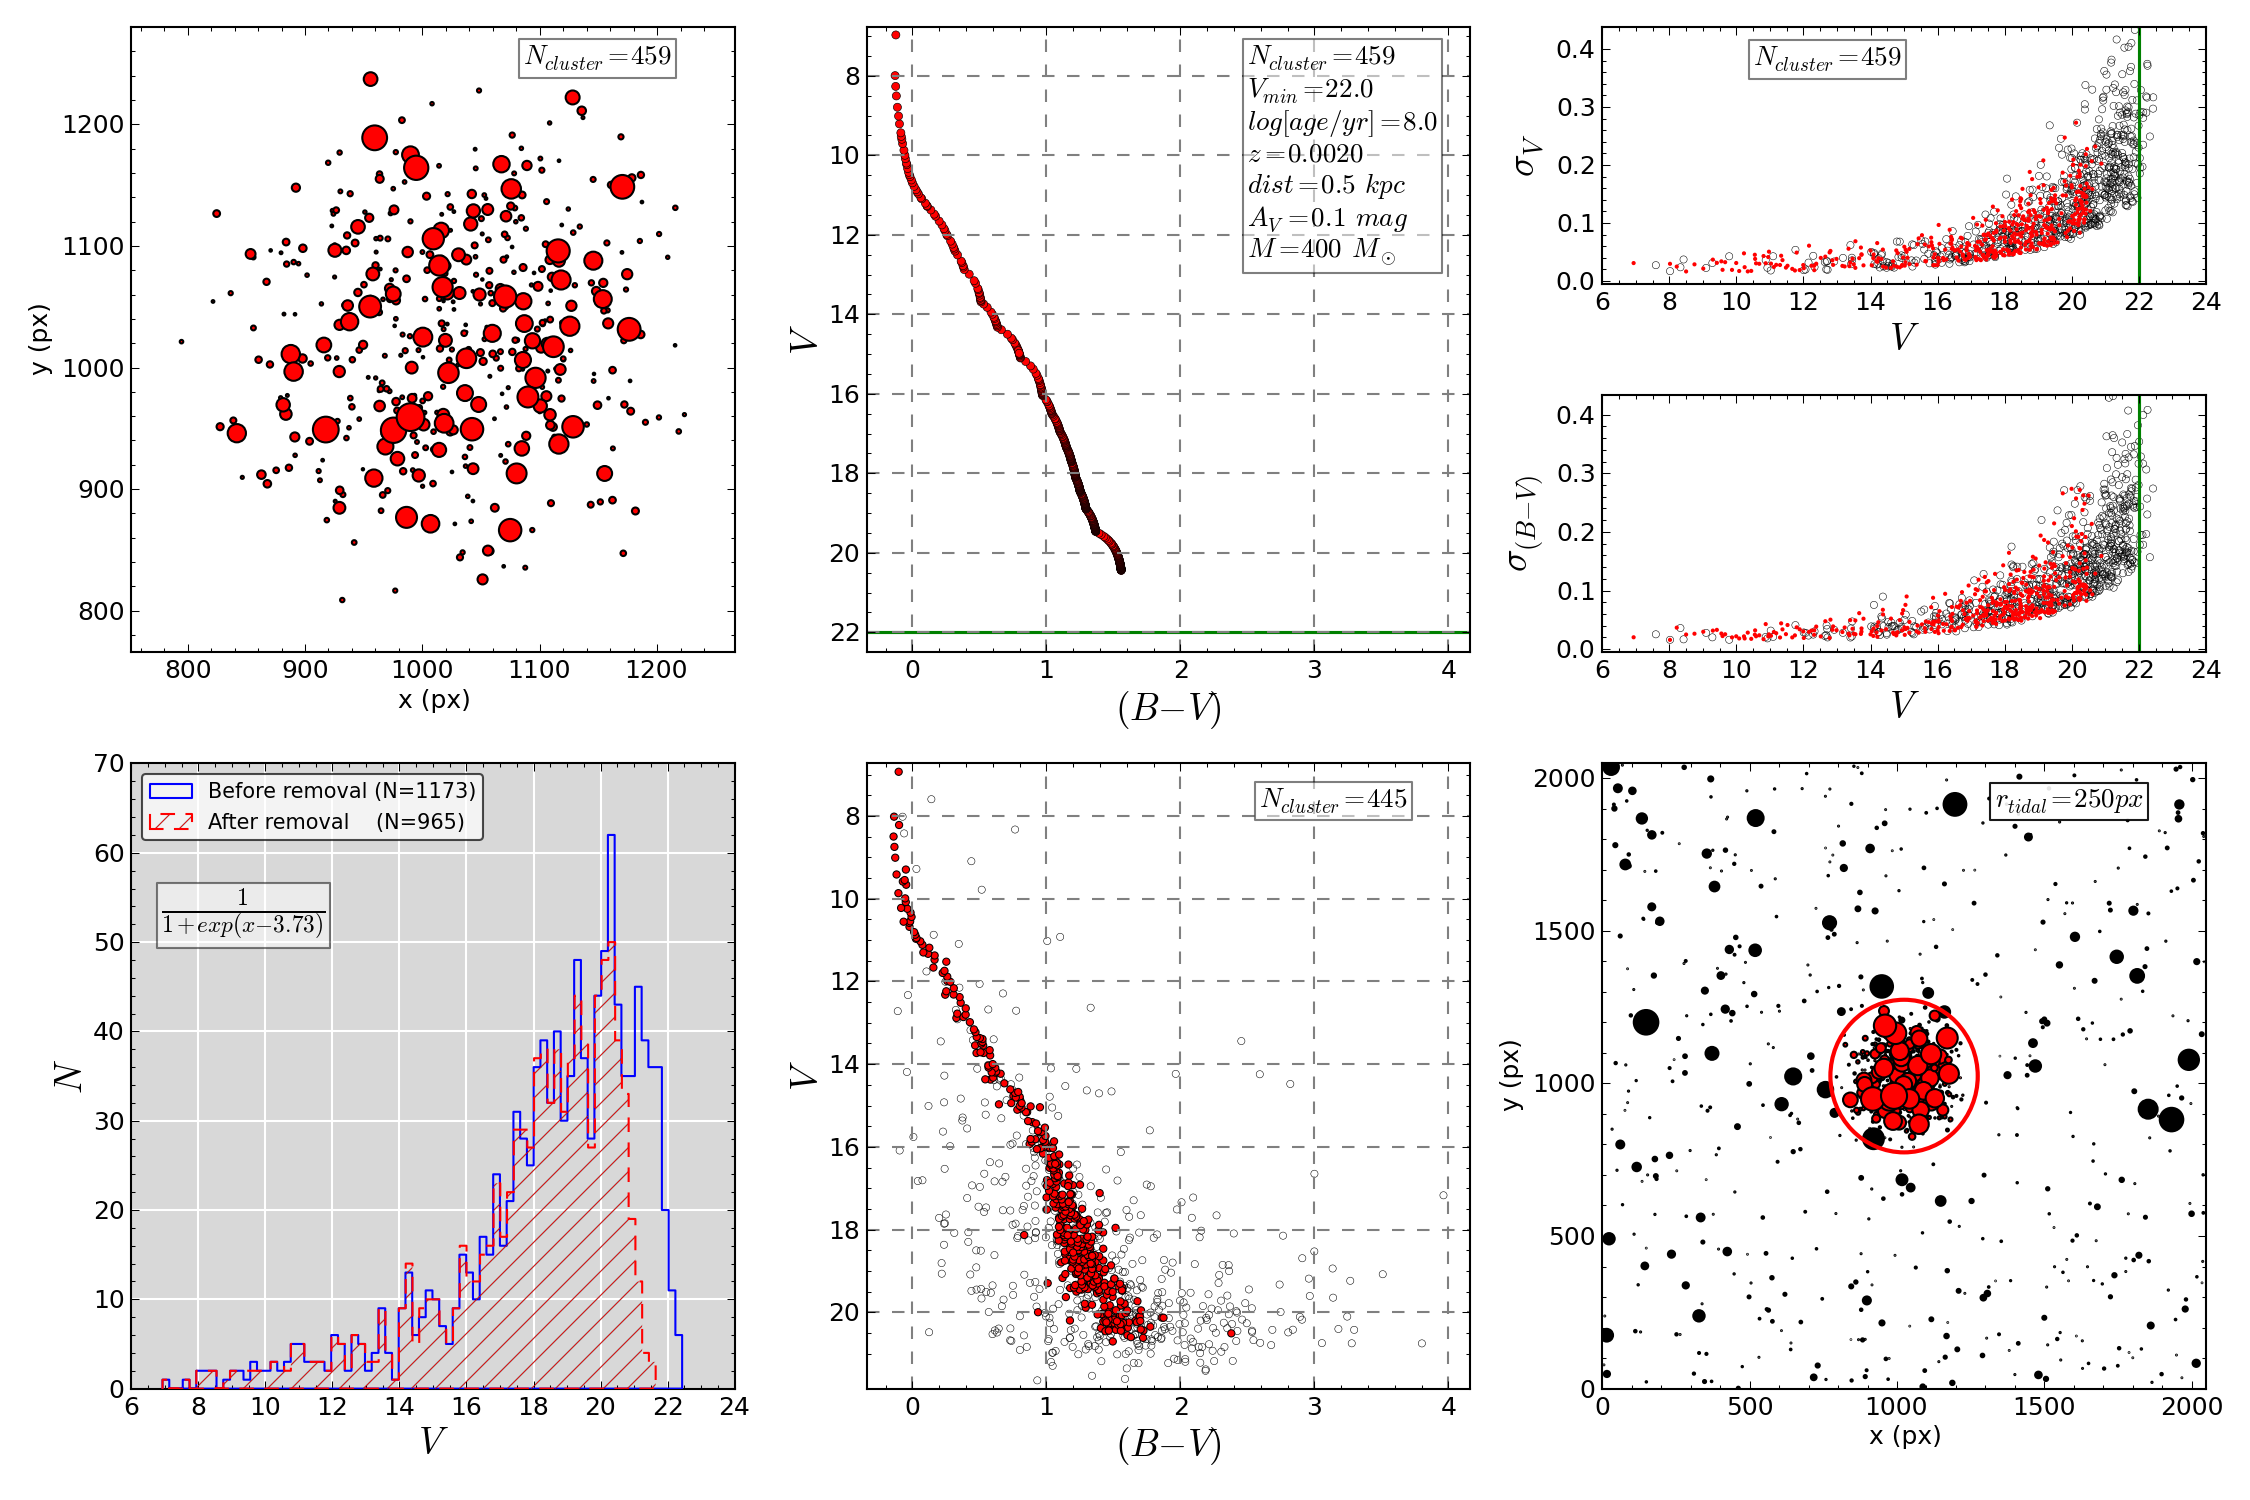 N_cluster=459
1200
1100
1000
900
800
y (px)
800 900 1000 1100 1200
x (px)
N_cluster=459
V_min=22.0
log[age/yr]=8.0
z=0.0020
dist=0.5 kpc
A_V=0.1 mag
M=400 M_⊙
8
10
12
14
16
18
20
22
V
0 1 2 3 4
(B−V)
N_cluster=459
0.4
0.3
0.2
0.1
0.0
σ_V
6 8 10 12 14 16 18 20 22 24
V
0.4
0.3
0.2
0.1
0.0
σ_(B−V)
6 8 10 12 14 16 18 20 22 24
V
Before removal (N=1173)
After removal (N=965)
1
1+exp(x−3.73)
70
60
50
40
30
20
10
0
N
6 8 10 12 14 16 18 20 22 24
V
N_cluster=445
8
10
12
14
16
18
20
V
0 1 2 3 4
(B−V)
r_tidal=250px
2000
1500
1000
500
0
y (px)
0 500 1000 1500 2000
x (px)